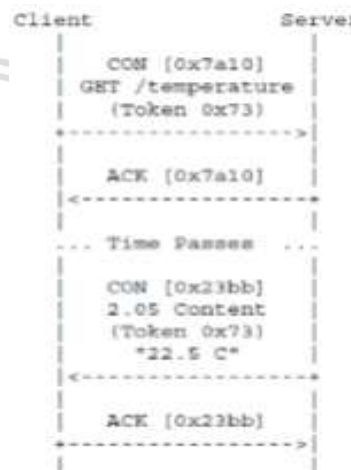 Client Server
CON [0x7a10]
GET /temperature
(Token 0x73)
ACK [0x7a10]
... Time Passes ...
CON [0x23bb]
2.05 Content
(Token 0x73)
"22.5 C"
ACK [0x23bb]